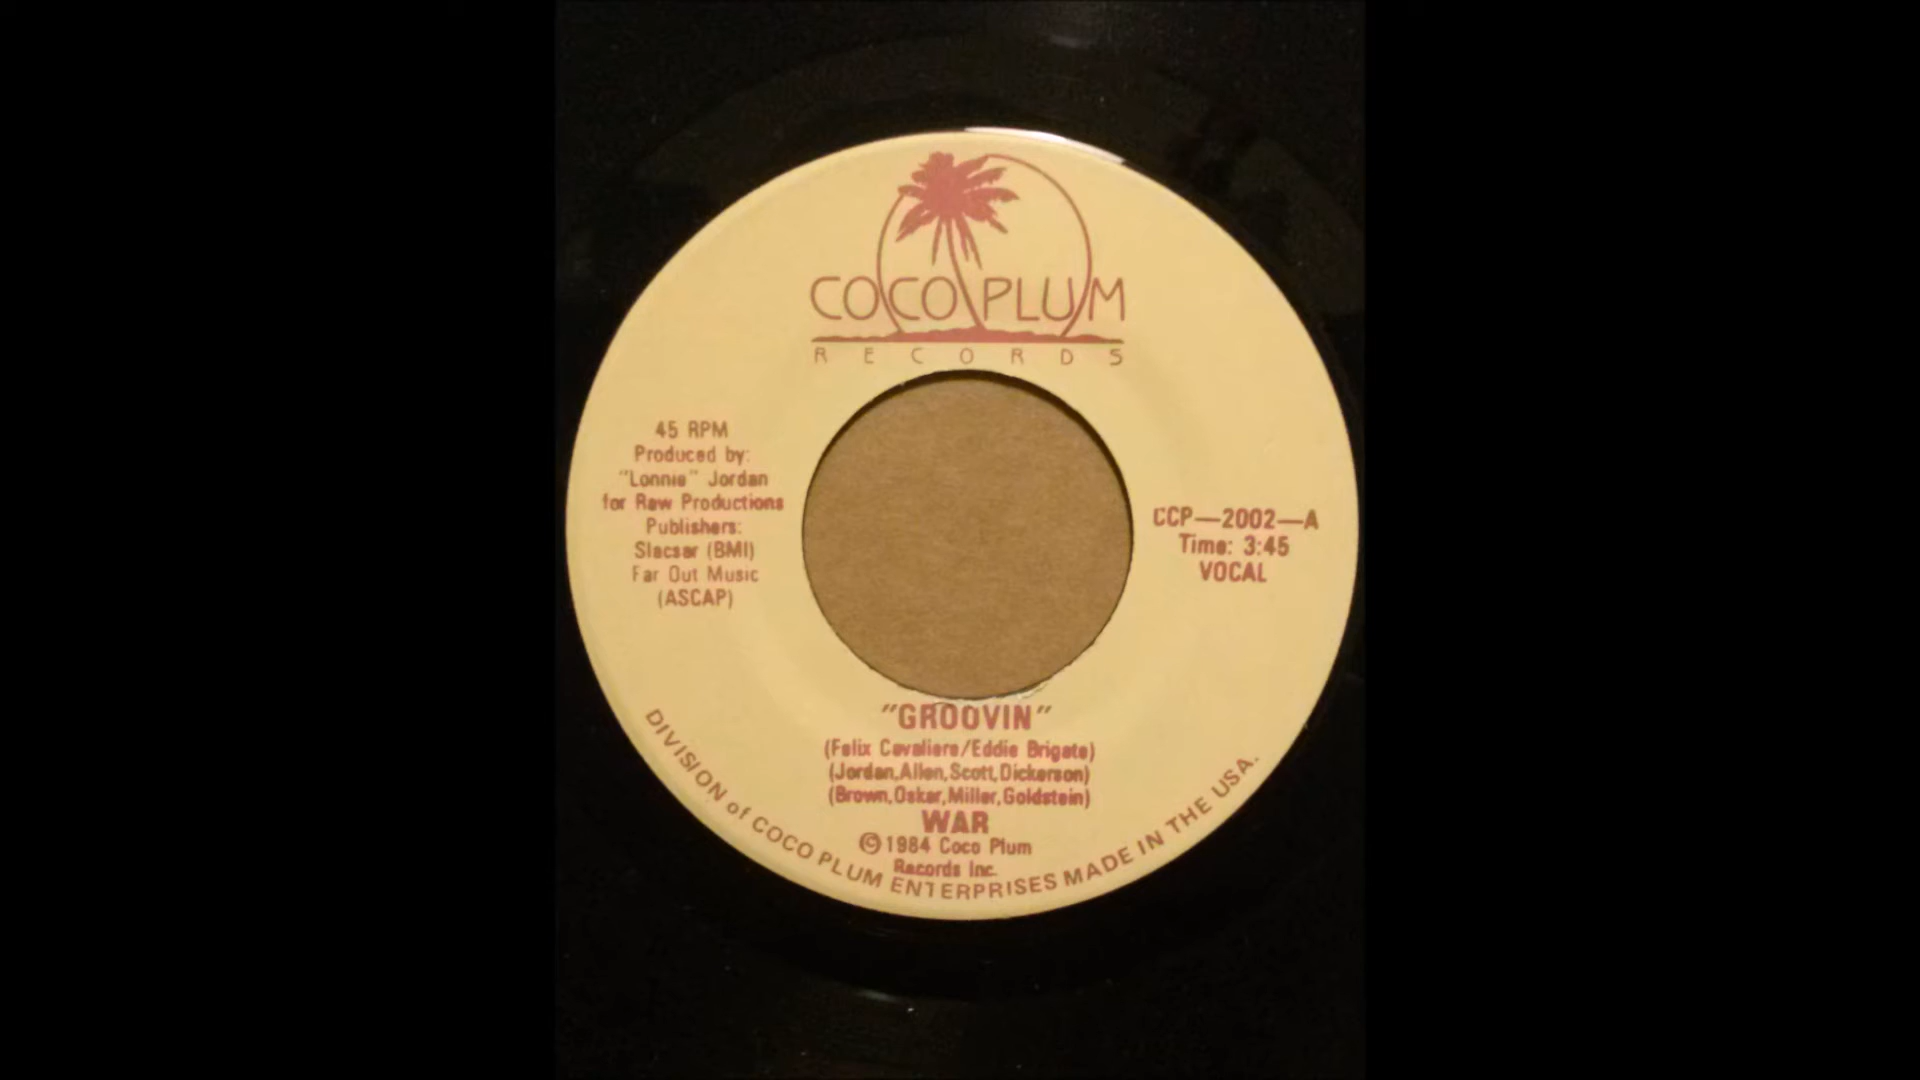 COCO PLUM
RECORDS
45 RPM
Produced by:
"Lonnie" Jordan
for Raw Productions
Publishers:
Slacsar (BMI)
Far Out Music
(ASCAP)
CCP—2002—A
Time: 3:45
VOCAL
"GROOVIN"
(Felix Cavaliere/Eddie Brigate)
(Jordan,Allen,Scott,Dickerson)
(Brown,Oskar,Miller,Goldstein)
WAR
©1984 Coco Plum
Records Inc.
DIVISION of COCO PLUM ENTERPRISES MADE IN THE USA.